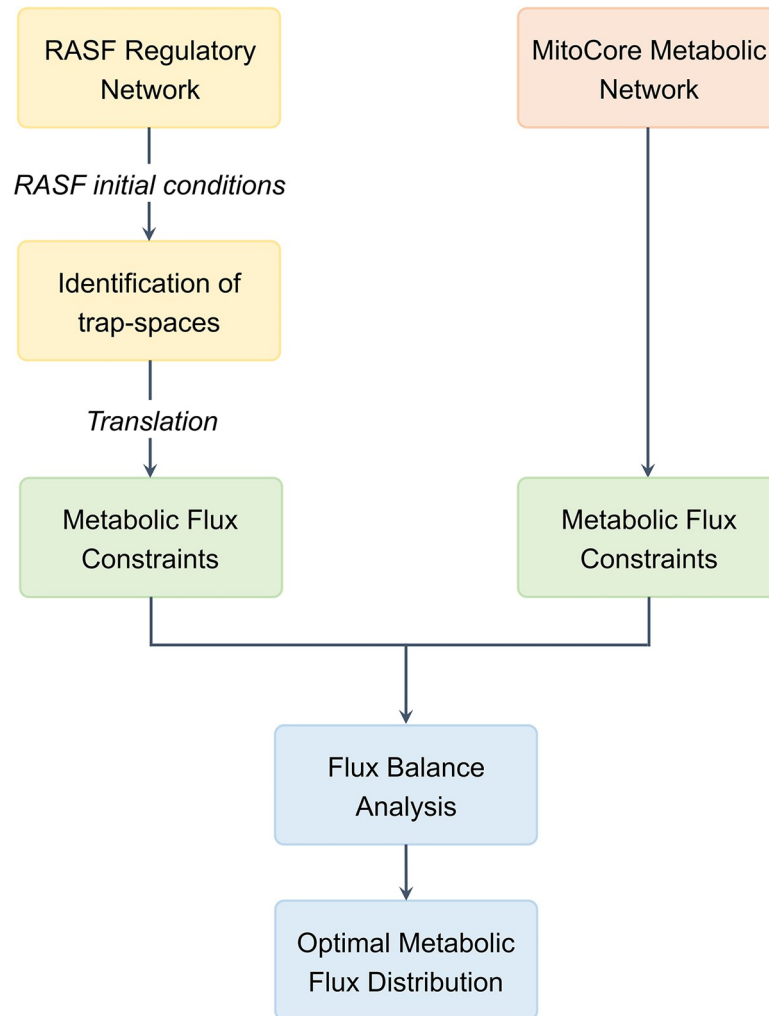 RASF Regulatory
Network
MitoCore Metabolic
Network
RASF initial conditions
Identification of
trap-spaces
Translation
Metabolic Flux
Constraints
Metabolic Flux
Constraints
Flux Balance
Analysis
Optimal Metabolic
Flux Distribution